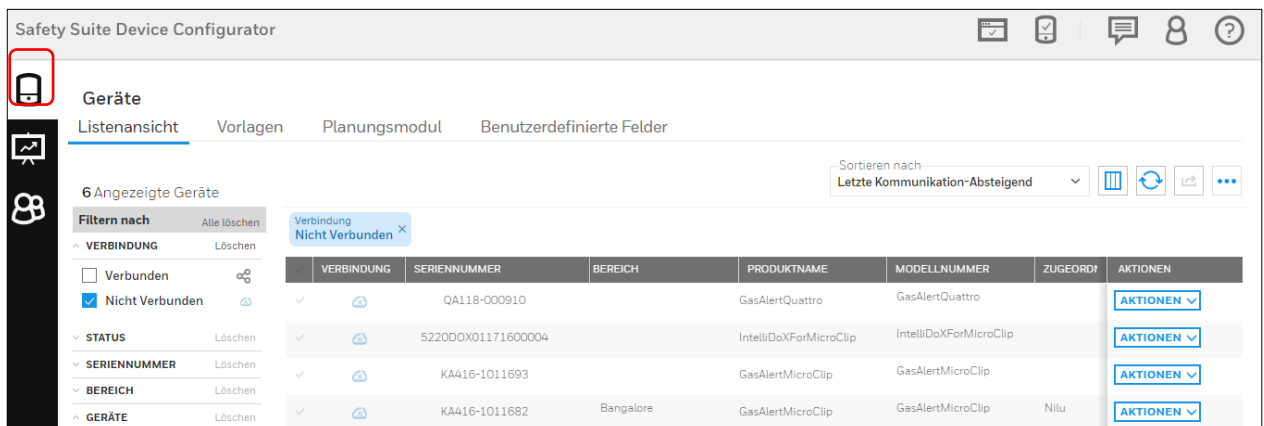 Safety Suite Device Configurator
Geräte
Listenansicht Vorlagen Planungsmodul Benutzerdefinierte Felder
Sortieren nach
Letzte Kommunikation-Absteigend
6 Angezeigte Geräte
Filtern nach Alle löschen
VERBINDUNG Löschen
Verbunden
Nicht Verbunden
STATUS Löschen
SERIENNUMMER Löschen
BEREICH Löschen
GERÄTE Löschen
Verbindung
Nicht Verbunden
VERBINDUNG SERIENNUMMER BEREICH PRODUKTNAME MODELLNUMMER ZUGEORDN AKTIONEN
QA118-000910 GasAlertQuattro GasAlertQuattro AKTIONEN
5220DOX01171600004 IntelliDoXForMicroClip IntelliDoXForMicroClip AKTIONEN
KA416-1011693 GasAlertMicroClip GasAlertMicroClip AKTIONEN
KA416-1011682 Bangalore GasAlertMicroClip GasAlertMicroClip Nilu AKTIONEN